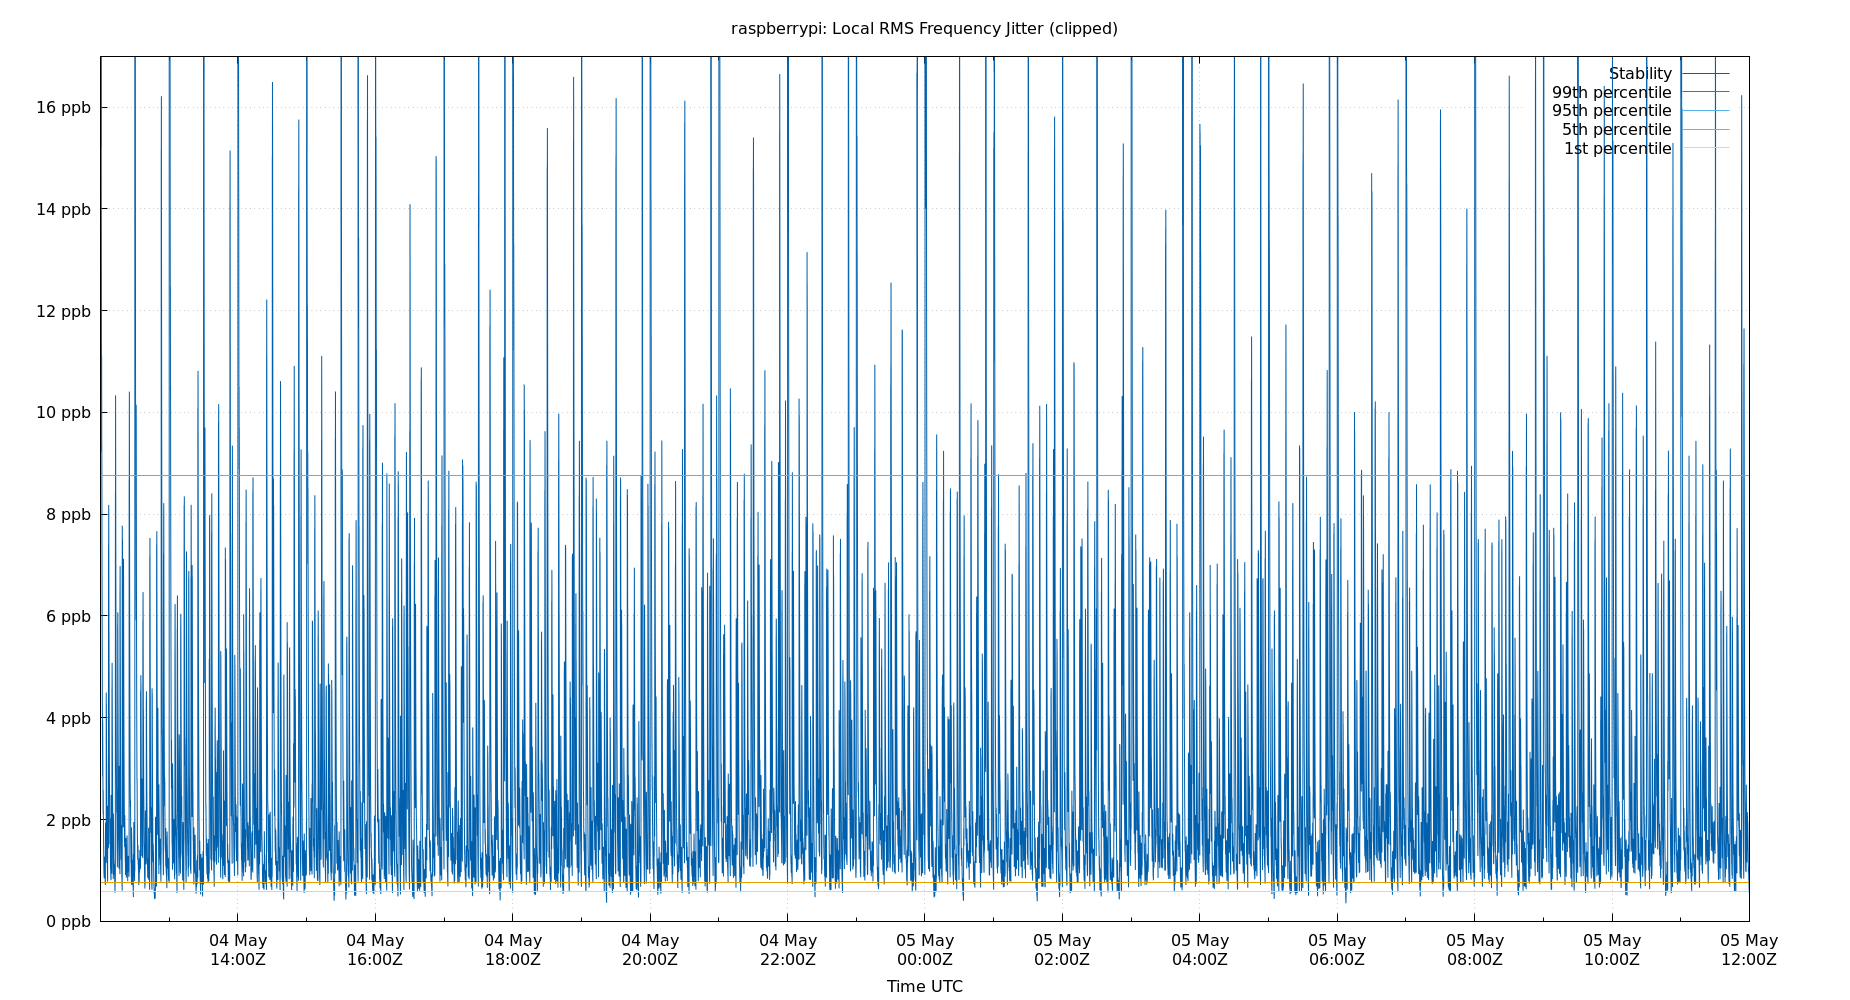 raspberrypi: Local RMS Frequency Jitter (clipped)
Stability
99th percentile
95th percentile
5th percentile
1st percentile
16 ppb
14 ppb
12 ppb
10 ppb
8 ppb
6 ppb
4 ppb
2 ppb
0 ppb
04 May 04 May 04 May 04 May 04 May 05 May 05 May 05 May 05 May 05 May 05 May 05 May
14:00Z 16:00Z 18:00Z 20:00Z 22:00Z 00:00Z 02:00Z 04:00Z 06:00Z 08:00Z 10:00Z 12:00Z
Time UTC